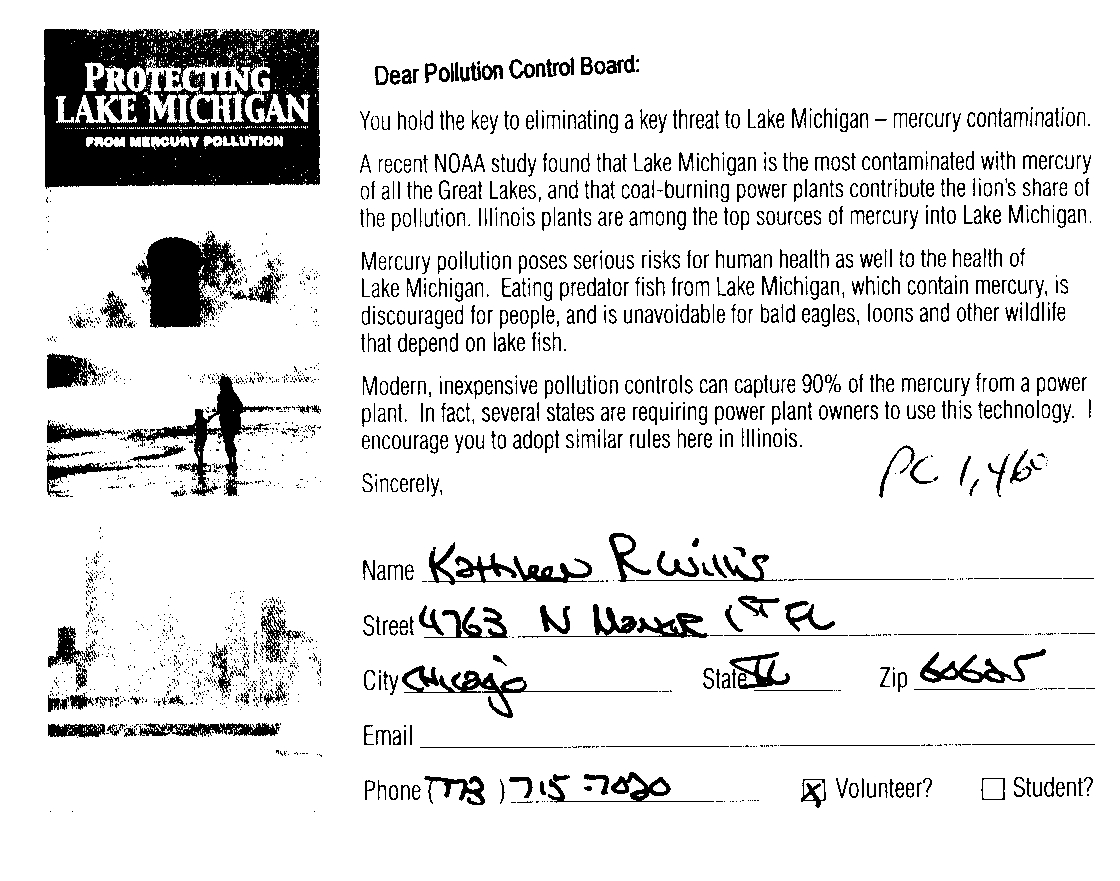 PROTECTING
LAKE MICHIGAN
FROM MERCURY POLLUTION
Dear Pollution Control Board:
You hold the key to eliminating a key threat to Lake Michigan – mercury contamination.
A recent NOAA study found that Lake Michigan is the most contaminated with mercury
of all the Great Lakes, and that coal-burning power plants contribute the lion's share of
the pollution. Illinois plants are among the top sources of mercury into Lake Michigan.
Mercury pollution poses serious risks for human health as well to the health of
Lake Michigan. Eating predator fish from Lake Michigan, which contain mercury, is
discouraged for people, and is unavoidable for bald eagles, loons and other wildlife
that depend on lake fish.
Modern, inexpensive pollution controls can capture 90% of the mercury from a power
plant. In fact, several states are requiring power plant owners to use this technology. I
encourage you to adopt similar rules here in Illinois.
Sincerely,
PC 1,460
Name Kathleen R Willis
Street 4763 N Manor 1ST FL
City Chicago State IL Zip 60625
Email
Phone (773) 715-7020 Volunteer? Student?